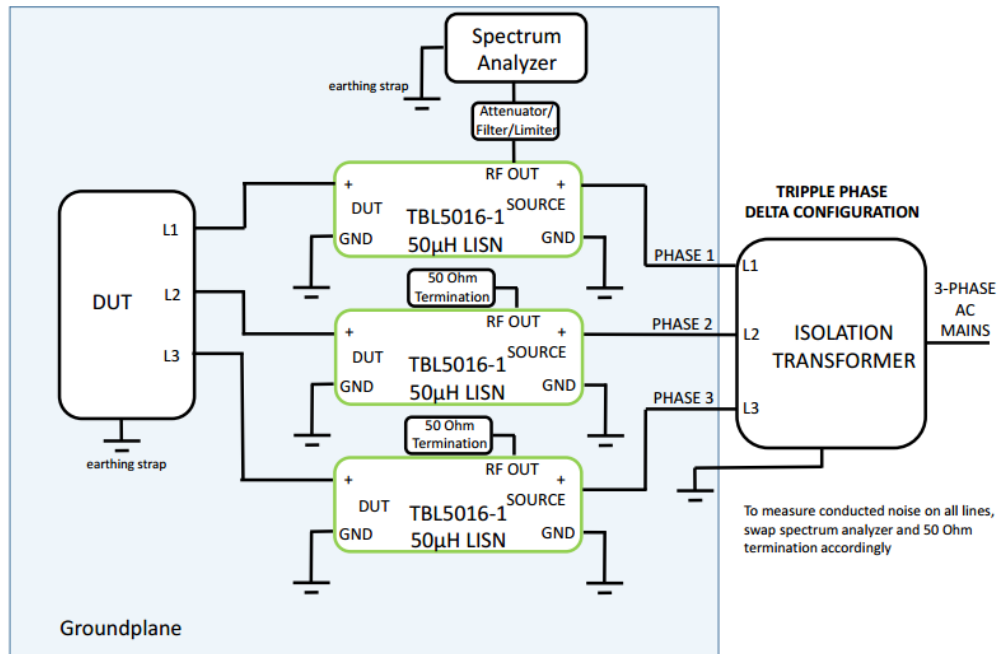 Spectrum
Analyzer
earthing strap
Attenuator/
Filter/Limiter
RF OUT
+
+
DUT
SOURCE
TBL5016-1
50µH LISN
GND
GND
50 Ohm
Termination
RF OUT
+
+
DUT
SOURCE
TBL5016-1
50µH LISN
GND
GND
50 Ohm
Termination
RF OUT
+
+
DUT
SOURCE
TBL5016-1
50µH LISN
GND
GND
L1
L2
L3
DUT
earthing strap
Groundplane
PHASE 1
PHASE 2
PHASE 3
TRIPPLE PHASE
DELTA CONFIGURATION
L1
L2
L3
ISOLATION
TRANSFORMER
3-PHASE
AC
MAINS
To measure conducted noise on all lines,
swap spectrum analyzer and 50 Ohm
termination accordingly